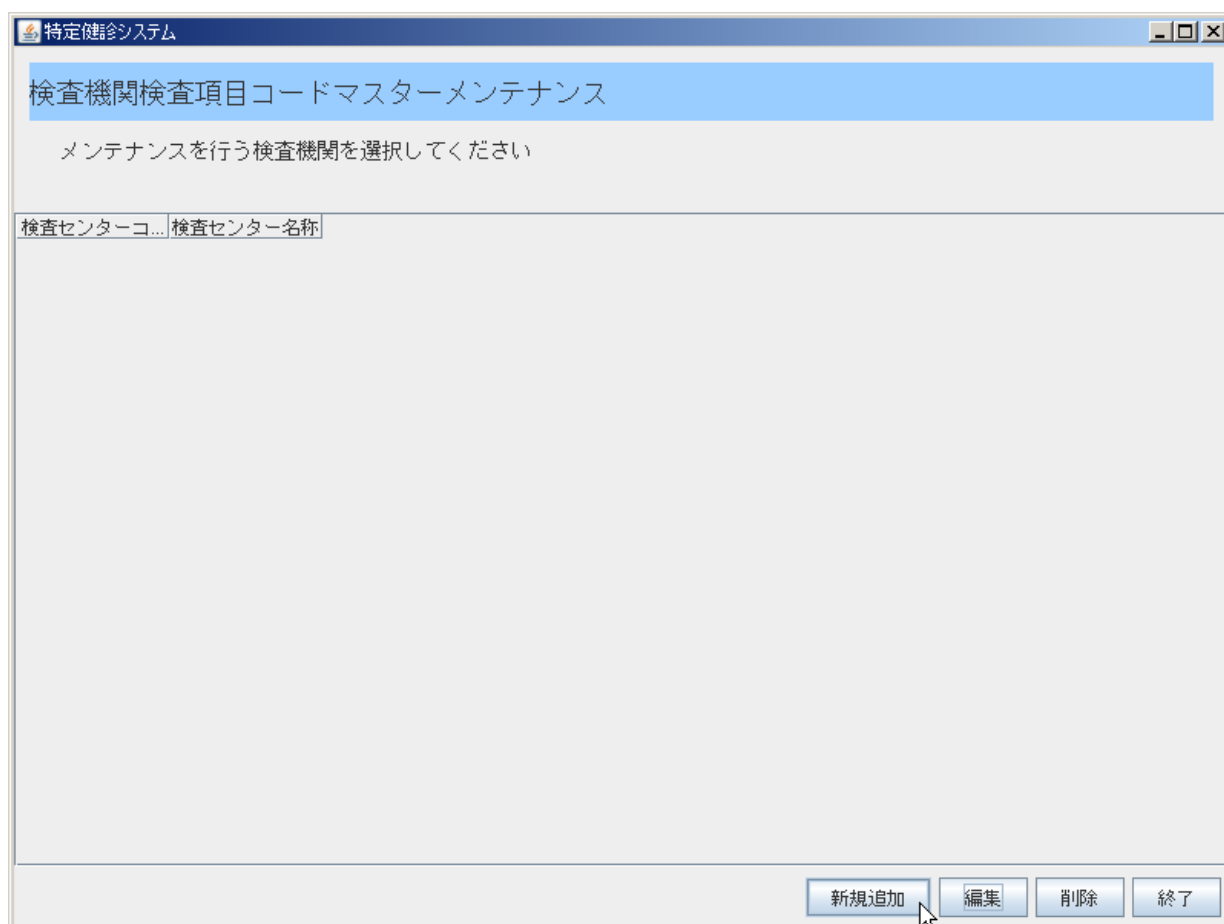 特定健診システム
検査機関検査項目コードマスターメンテナンス
メンテナンスを行う検査機関を選択してください
検査センターコ... 検査センター名称
新規追加 編集 削除 終了